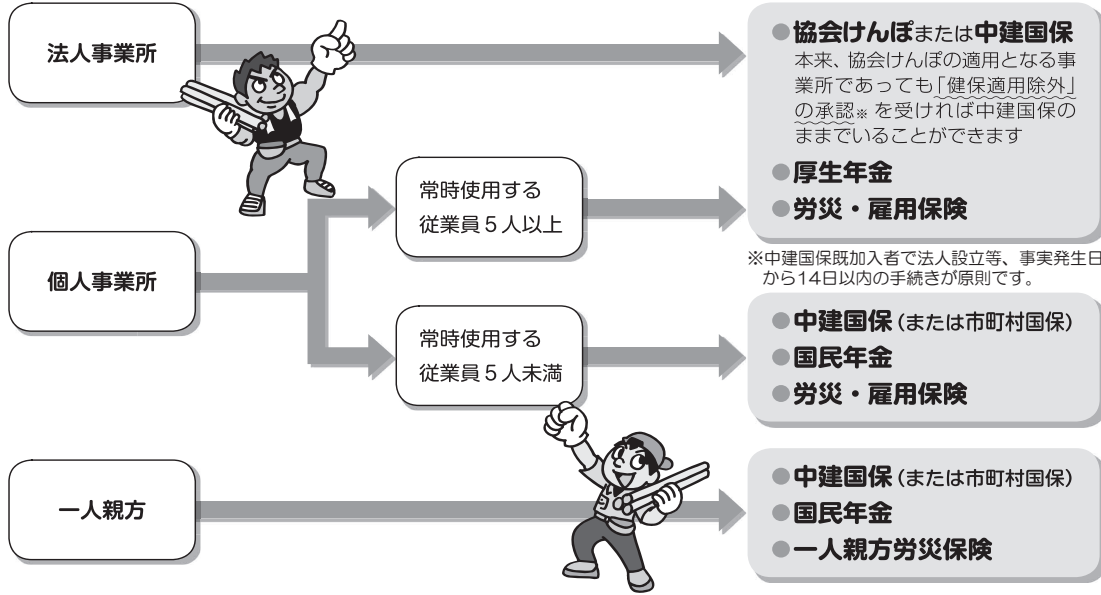 法人事業所
●協会けんぽまたは中建国保
本来、協会けんぽの適用となる事
業所であっても「健保適用除外」
の承認※ を受ければ中建国保の
ままでいることができます
●厚生年金
●労災・雇用保険
※中建国保既加入者で法人設立等、事実発生日
から14日以内の手続きが原則です。
個人事業所
常時使用する
従業員5人以上
常時使用する
従業員5人未満
●中建国保(または市町村国保)
●国民年金
●労災・雇用保険
一人親方
●中建国保(または市町村国保)
●国民年金
●一人親方労災保険